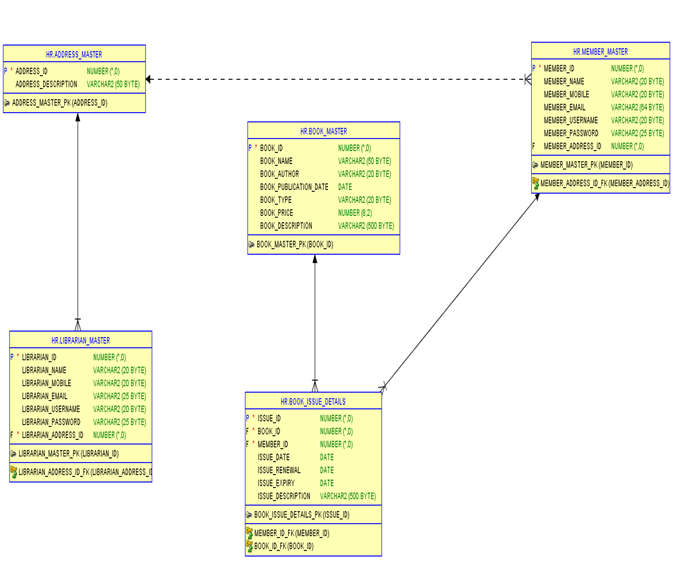 HR.ADDRESS_MASTER
P * ADDRESS_ID NUMBER (*,0)
ADDRESS_DESCRIPTION VARCHAR2 (50 BYTE)
ADDRESS_MASTER_PK (ADDRESS_ID)
HR.MEMBER_MASTER
P * MEMBER_ID NUMBER (*,0)
MEMBER_NAME VARCHAR2 (20 BYTE)
MEMBER_MOBILE VARCHAR2 (20 BYTE)
MEMBER_EMAIL VARCHAR2 (64 BYTE)
MEMBER_USERNAME VARCHAR2 (20 BYTE)
MEMBER_PASSWORD VARCHAR2 (25 BYTE)
F MEMBER_ADDRESS_ID NUMBER (*,0)
MEMBER_MASTER_PK (MEMBER_ID)
MEMBER_ADDRESS_ID_FK (MEMBER_ADDRESS_ID)
HR.BOOK_MASTER
P * BOOK_ID NUMBER (*,0)
BOOK_NAME VARCHAR2 (50 BYTE)
BOOK_AUTHOR VARCHAR2 (20 BYTE)
BOOK_PUBLICATION_DATE DATE
BOOK_TYPE VARCHAR2 (20 BYTE)
BOOK_PRICE NUMBER (8,2)
BOOK_DESCRIPTION VARCHAR2 (500 BYTE)
BOOK_MASTER_PK (BOOK_ID)
HR.LIBRARIAN_MASTER
P * LIBRARIAN_ID NUMBER (*,0)
LIBRARIAN_NAME VARCHAR2 (20 BYTE)
LIBRARIAN_MOBILE VARCHAR2 (20 BYTE)
LIBRARIAN_EMAIL VARCHAR2 (25 BYTE)
LIBRARIAN_USERNAME VARCHAR2 (20 BYTE)
LIBRARIAN_PASSWORD VARCHAR2 (25 BYTE)
F * LIBRARIAN_ADDRESS_ID NUMBER (*,0)
LIBRARIAN_MASTER_PK (LIBRARIAN_ID)
LIBRARIAN_ADDRESS_ID_FK (LIBRARIAN_ADDRESS_I
HR.BOOK_ISSUE_DETAILS
P * ISSUE_ID NUMBER (*,0)
F * BOOK_ID NUMBER (*,0)
F * MEMBER_ID NUMBER (*,0)
ISSUE_DATE DATE
ISSUE_RENEWAL DATE
ISSUE_EXPIRY DATE
ISSUE_DESCRIPTION VARCHAR2 (500 BYTE)
BOOK_ISSUE_DETAILS_PK (ISSUE_ID)
MEMBER_ID_FK (MEMBER_ID)
BOOK_ID_FK (BOOK_ID)